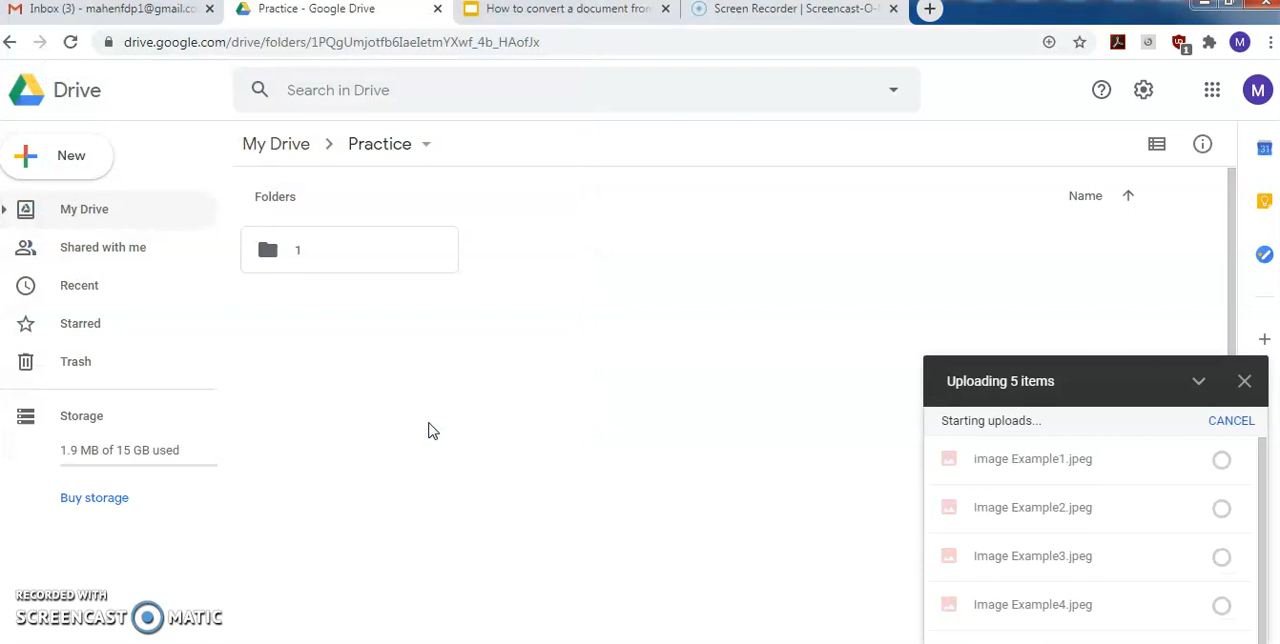 Inbox (3) - mahenfdp1@gmail.co
Practice - Google Drive
How to convert a document from
Screen Recorder | Screencast-O-
drive.google.com/drive/folders/1PQgUmjotfb6IaeIetmYXwf_4b_HAofJx
1
M
Drive
Search in Drive
M
New
My Drive
Practice
31
My Drive
Folders
Name
Shared with me
1
Recent
Starred
Trash
Storage
1.9 MB of 15 GB used
Buy storage
Uploading 5 items
Starting uploads...
CANCEL
image Example1.jpeg
Image Example2.jpeg
Image Example3.jpeg
Image Example4.jpeg
RECORDED WITH
SCREENCAST MATIC